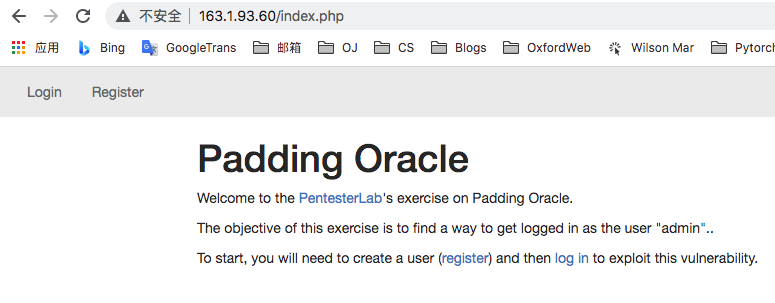 不安全 163.1.93.60/index.php
应用 Bing GoogleTrans 邮箱 OJ CS Blogs OxfordWeb Wilson Mar Pytorch
Login Register
Padding Oracle
Welcome to the PentesterLab's exercise on Padding Oracle.
The objective of this exercise is to find a way to get logged in as the user "admin"..
To start, you will need to create a user (register) and then log in to exploit this vulnerability.